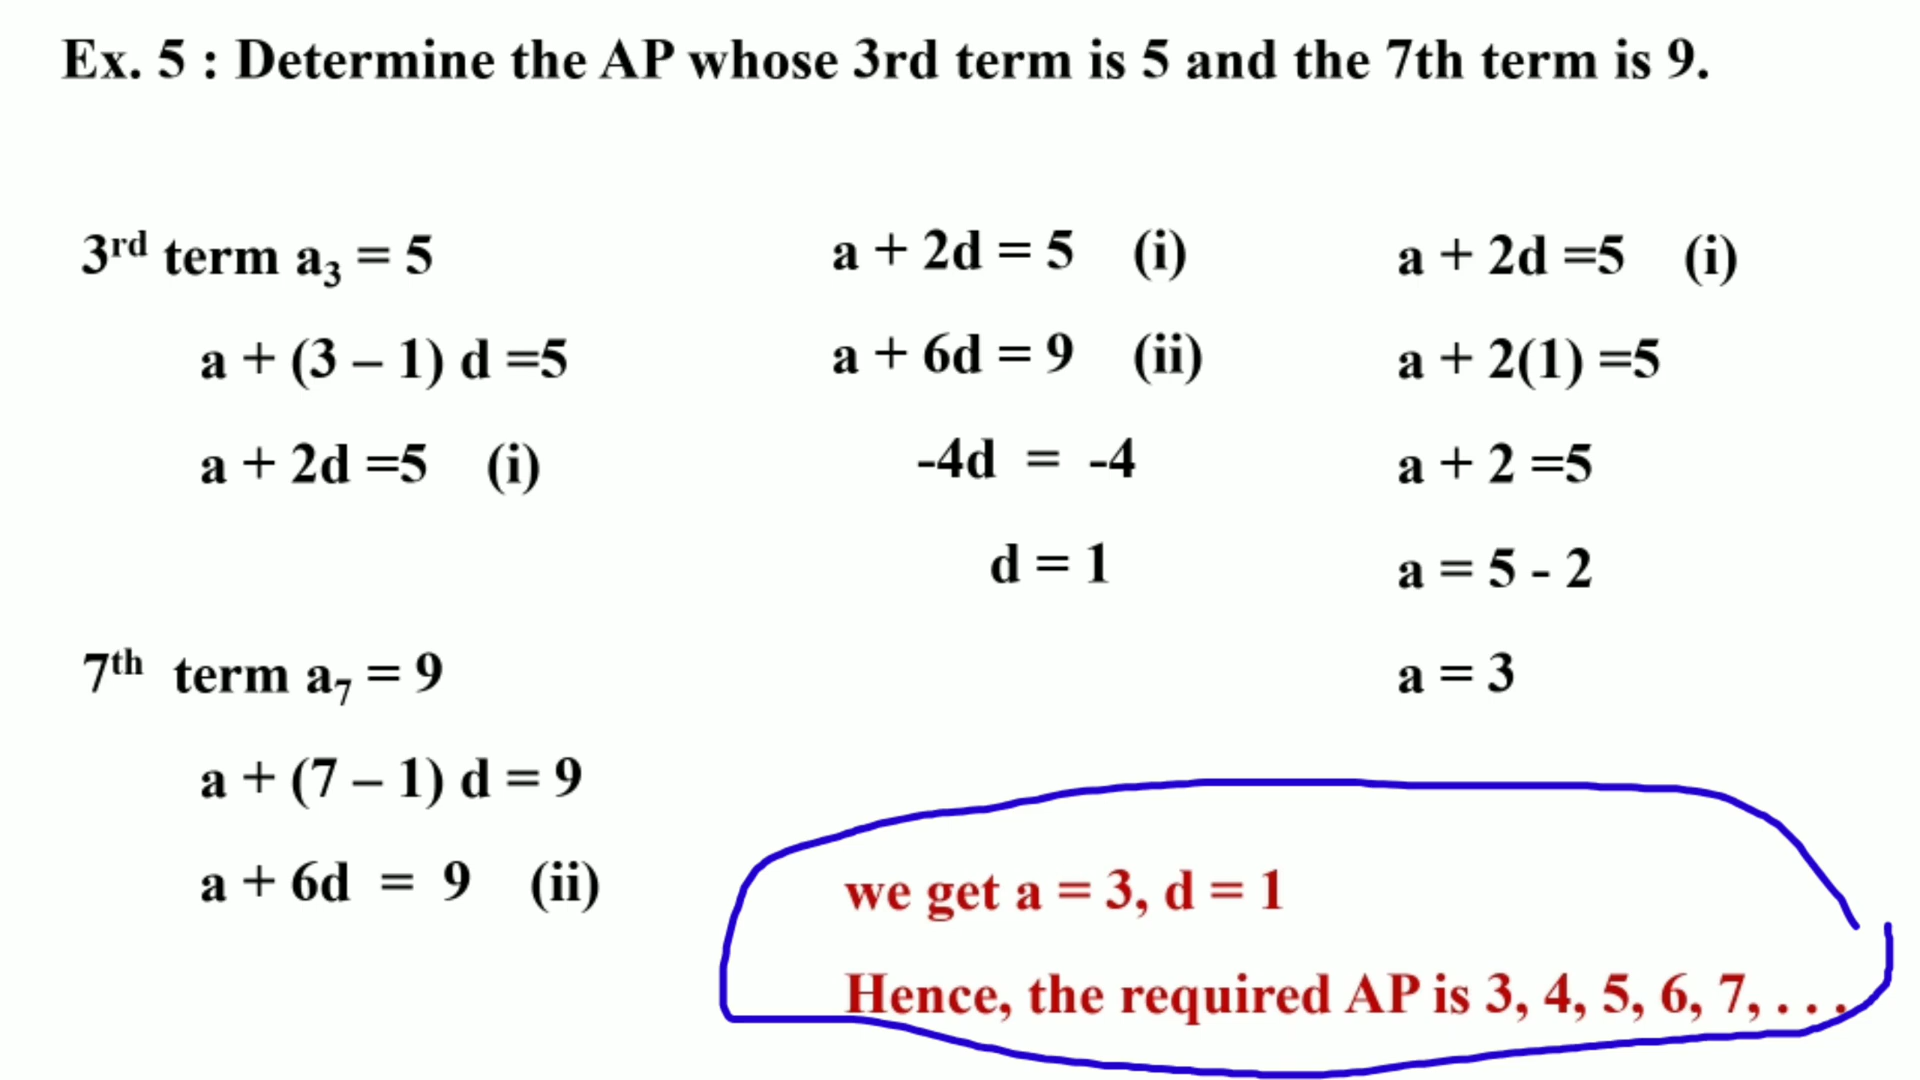 Ex. 5 : Determine the AP whose 3rd term is 5 and the 7th term is 9.
3rd term a₃ = 5
a + (3 – 1) d =5
a + 2d =5 (i)
7th term a₇ = 9
a + (7 – 1) d = 9
a + 6d = 9 (ii)
a + 2d = 5 (i)
a + 6d = 9 (ii)
-4d = -4
d = 1
a + 2d =5 (i)
a + 2(1) =5
a + 2 =5
a = 5 - 2
a = 3
we get a = 3, d = 1
Hence, the required AP is 3, 4, 5, 6, 7, . . .